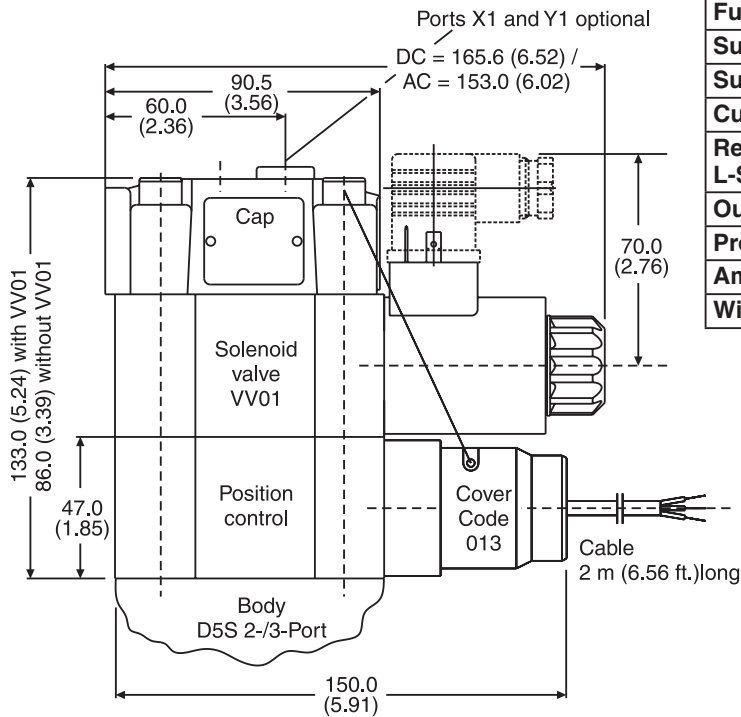 Ports X1 and Y1 optional
DC = 165.6 (6.52) /
AC = 153.0 (6.02)
90.5
(3.56)
60.0
(2.36)
Cap
70.0
(2.76)
133.0 (5.24) with VV01
86.0 (3.39) without VV01
Solenoid
valve
VV01
47.0
(1.85)
Position
control
Cover
Code
013
Cable
2 m (6.56 ft.)long
Body
D5S 2-/3-Port
150.0
(5.91)
Fu
Su
Su
Cu
Re
L-S
Ou
Pro
Am
Wi